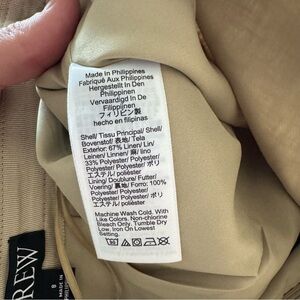 Made In Philippines
Fabriqué Aux Philippines
Hergestellt In Den
Philippinen
Vervaardigd In De
Filippijnen
フィリピン製
hecho en filipinas
Shell/ Tissu Principal/ Shell/
Bovenstof/ 表地/ Tela
Exterior: 67% Linen/ Lin/
Leinen/ Linnen/ 麻/ lino
33% Polyester/ Polyester/
Polyester/ Polyester/ ポリ
エステル/ poliéster
Lining/ Doublure/ Futter/
Voering/ 裏地/ Forro: 100%
Polyester/ Polyester/
Polyester/ Polyester/ ポリ
エステル/ poliéster
Machine Wash Cold. With
Like Colors. Non-chlorine
Bleach Only. Tumble Dry
Low. Iron On Lowest
REW
8
MADE IN